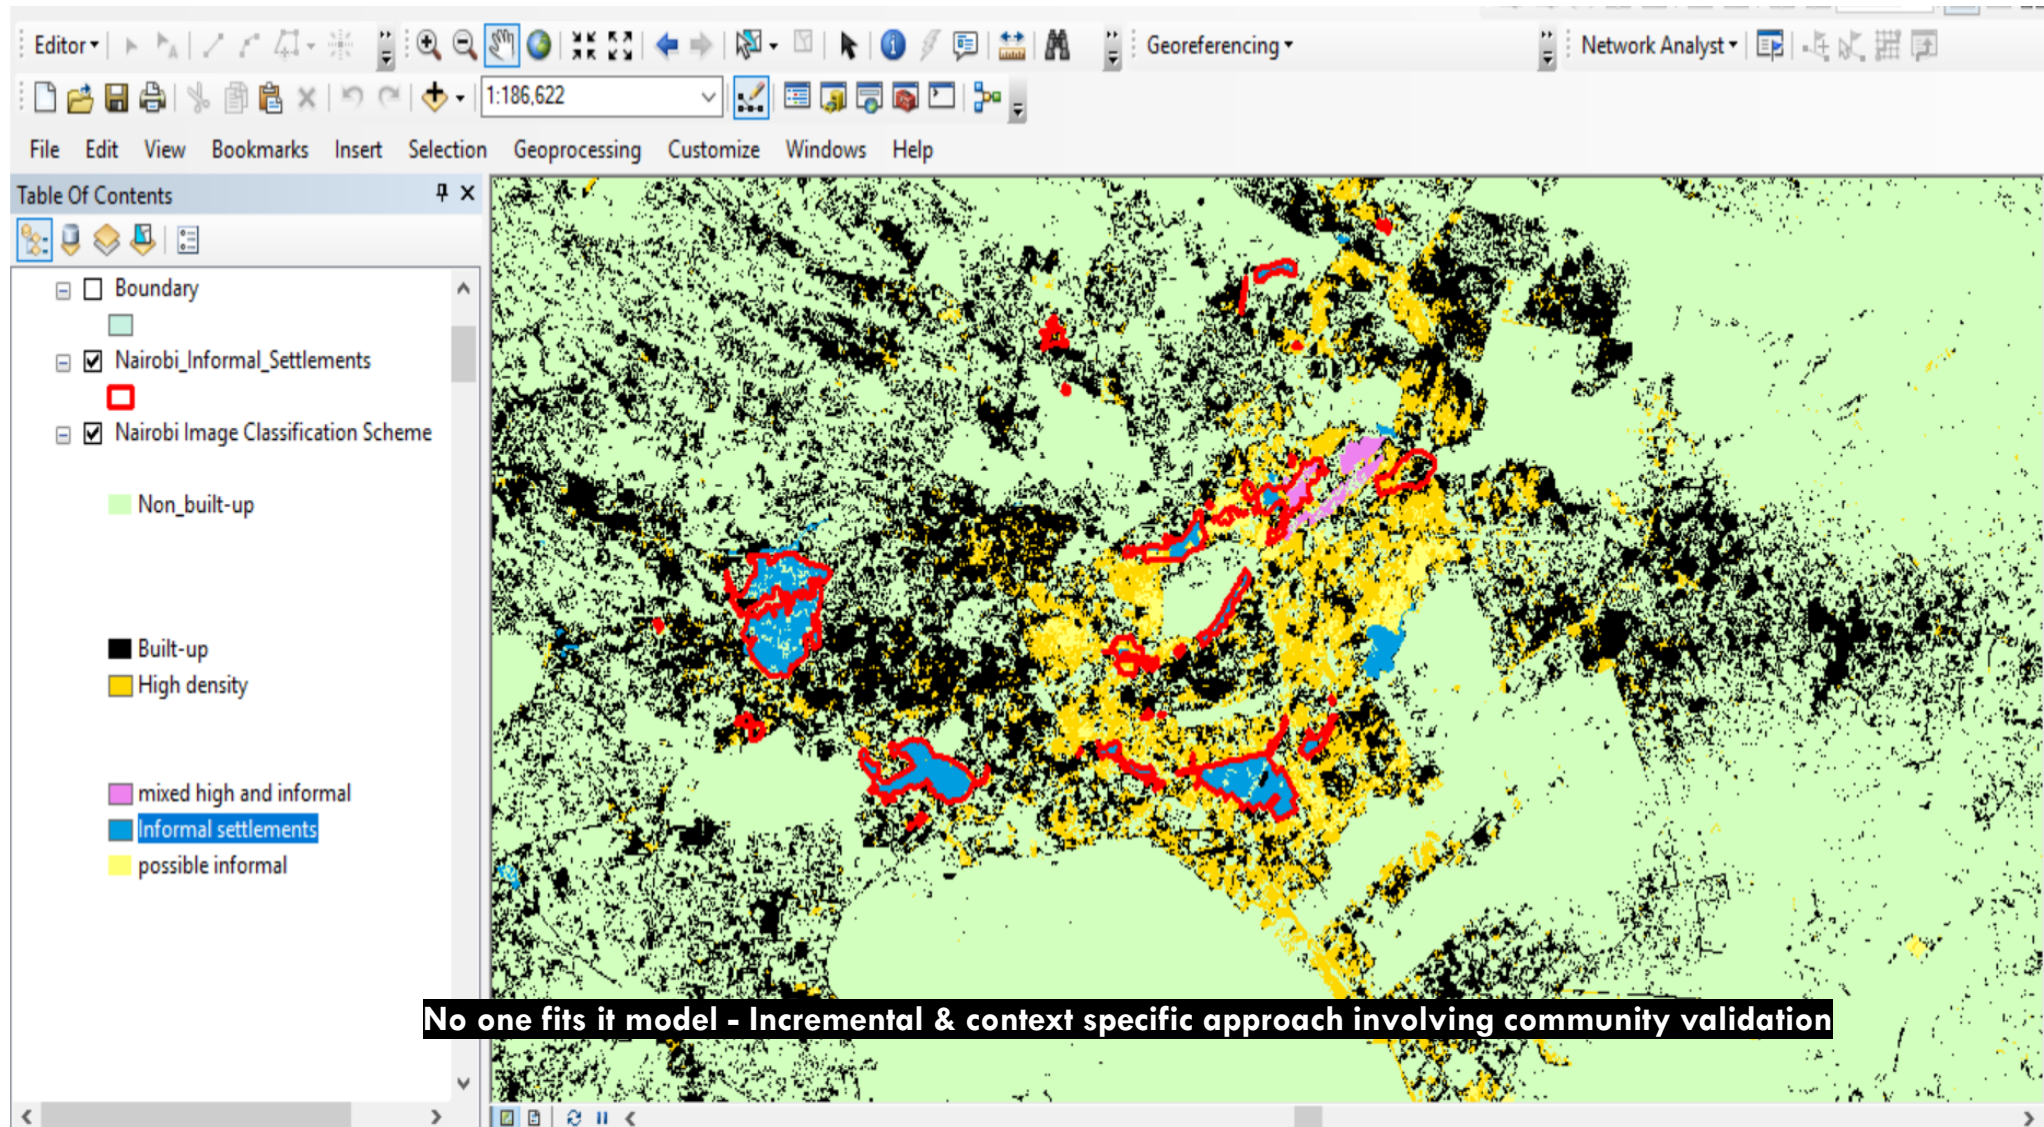 Editor
Georeferencing
Network Analyst
1:186,622
File Edit View Bookmarks Insert Selection Geoprocessing Customize Windows Help
Table Of Contents
Boundary
Nairobi_Informal_Settlements
Nairobi Image Classification Scheme
Non_built-up
Built-up
High density
mixed high and informal
Informal settlements
possible informal
No one fits it model - Incremental & context specific approach involving community validation